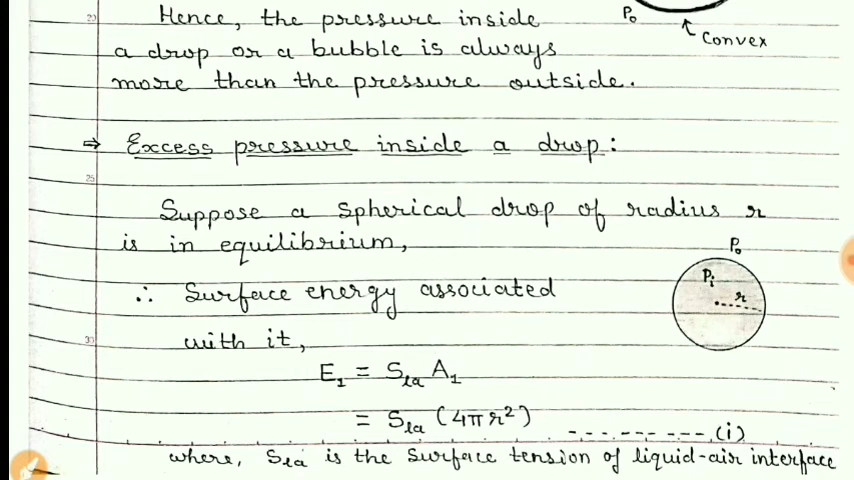 Hence, the pressure inside
P₀
a drop or a bubble is always
Convex
more than the pressure outside.
⇒ Excess pressure inside a drop:
25
Suppose a spherical drop of radius r
is in equilibrium,
P₀
Pᵢ
r
∴ Surface energy associated
30
with it,
E₁ = Sₗₐ A₁
= Sₗₐ (4πr²) ---------(i)
where, Sₗₐ is the surface tension of liquid-air interface